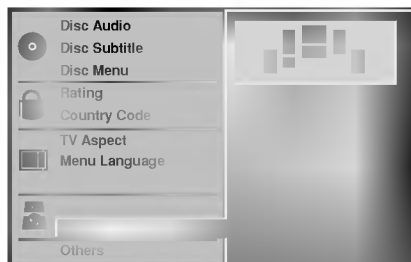 Disc Audio
Disc Subtitle
Disc Menu
Rating
Country Code
TV Aspect
Menu Language
Others